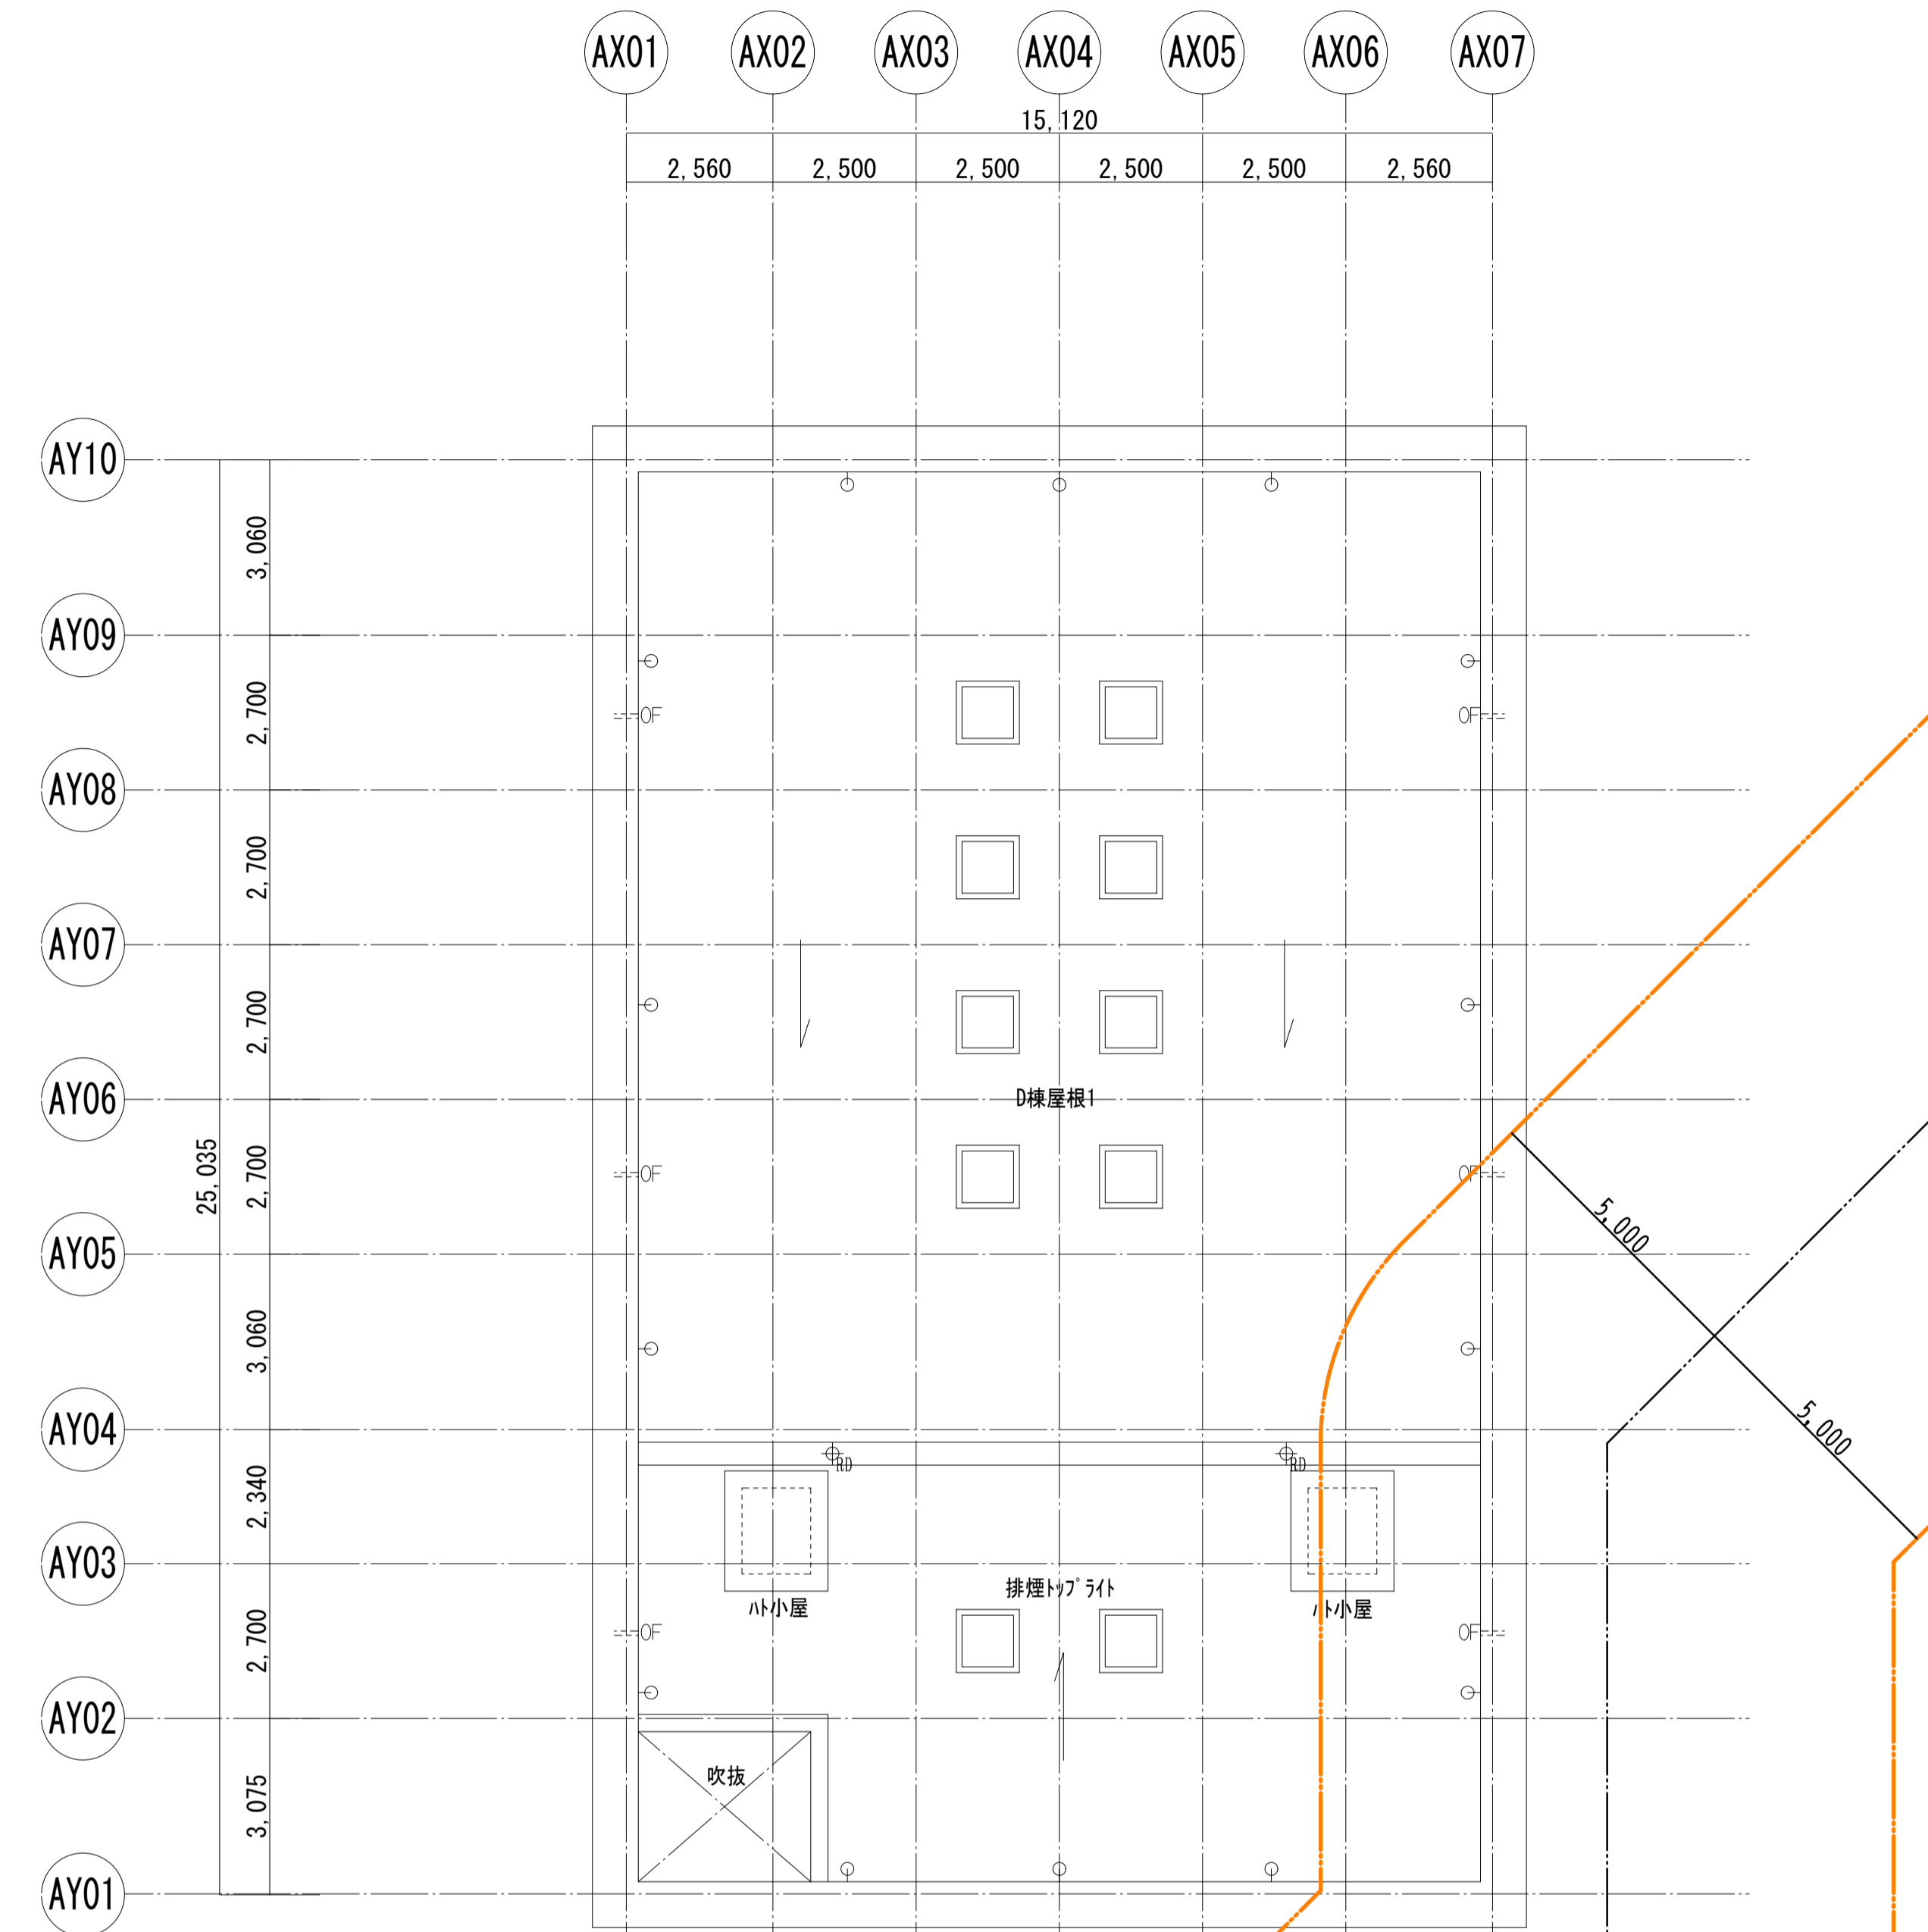 AX01 AX02 AX03 AX04 AX05 AX06 AX07
15,120
2,560 2,500 2,500 2,500 2,500 2,560
AY10
3,060
AY09
2,700
OF OF
AY08
2,700
AY07
2,700
AY06
D棟屋根1
25,035
2,700
OF OF
5,000
AY05
3,060
5,000
AY04
RD RD
2,340
AY03
排煙ﾄｯﾌﾟﾗｲﾄ
ﾊﾄ小屋 ﾊﾄ小屋
2,700
OF OF
AY02
吹抜
3,075
AY01